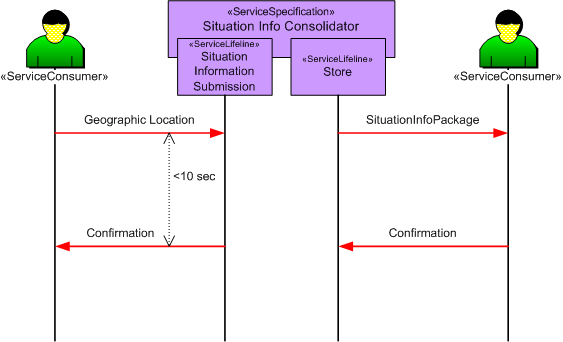 «ServiceSpecification»
Situation Info Consolidator
«ServiceLifeline»
Situation
Information
Submission
«ServiceLifeline»
Store
«ServiceConsumer»
«ServiceConsumer»
Geographic Location
SituationInfoPackage
<10 sec
Confirmation
Confirmation